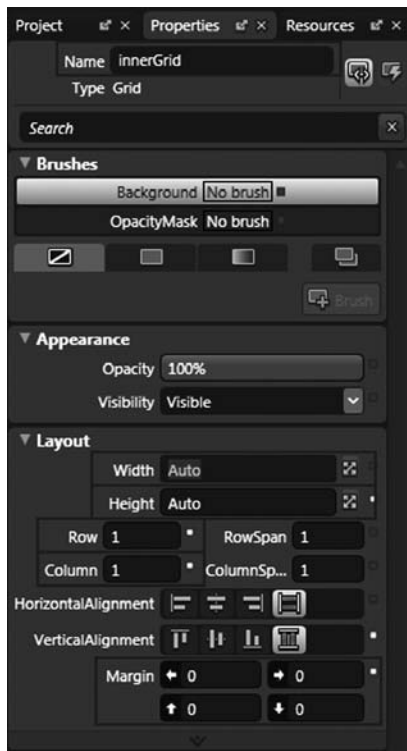 Project Properties Resources
Name innerGrid
Type Grid
Search
Brushes
Background No brush
OpacityMask No brush
Brush
Appearance
Opacity 100%
Visibility Visible
Layout
Width Auto
Height Auto
Row 1 RowSpan 1
Column 1 ColumnSp... 1
HorizontalAlignment
VerticalAlignment
Margin 0 0
0 0